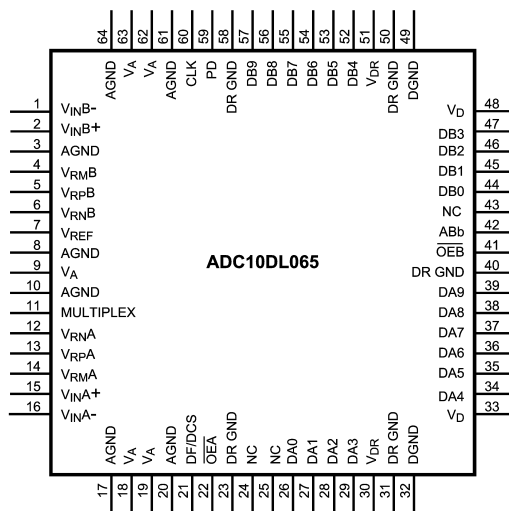 64 63 62 61 60 59 58 57 56 55 54 53 52 51 50 49
AGND VA VA AGND CLK PD DR GND DB9 DB8 DB7 DB6 DB5 DB4 VDR DR GND DGND
1 VINB- VD 48
2 VINB+ DB3 47
3 AGND DB2 46
4 VRMB DB1 45
5 VRPB DB0 44
6 VRNB NC 43
7 VREF ABb 42
8 AGND OEB 41
ADC10DL065
9 VA DR GND 40
10 AGND DA9 39
11 MULTIPLEX DA8 38
12 VRNA DA7 37
13 VRPA DA6 36
14 VRMA DA5 35
15 VINA+ DA4 34
16 VINA- VD 33
AGND VA VA AGND DF/DCS OEA DR GND NC NC DA0 DA1 DA2 DA3 VDR DR GND DGND
17 18 19 20 21 22 23 24 25 26 27 28 29 30 31 32